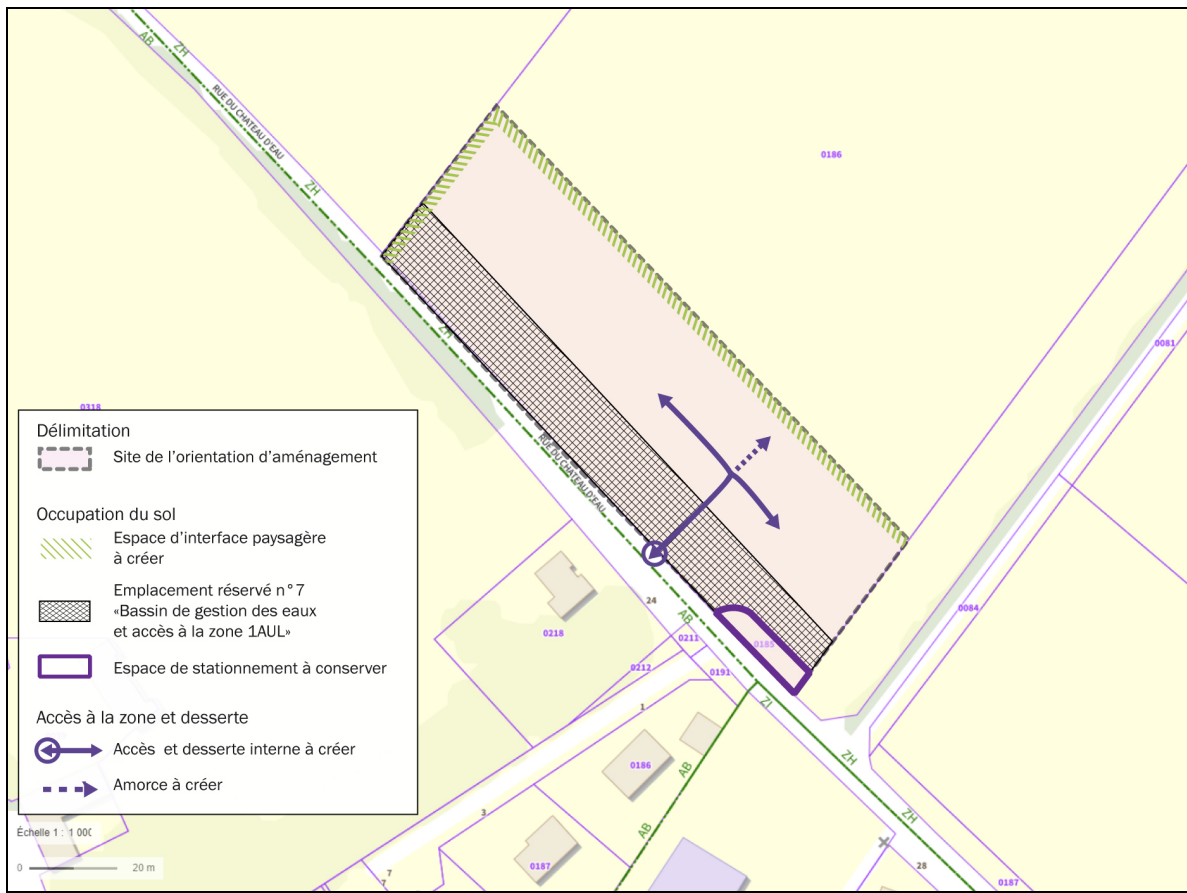 AB
ZH
RUE DU CHATEAU D'EAU
ZH
0186
ZH
0081
0318
RUE DU CHATEAU D'EAU
Délimitation
Site de l'orientation d'aménagement
Occupation du sol
Espace d'interface paysagère
à créer
Emplacement réservé n°7
«Bassin de gestion des eaux
et accès à la zone 1AUL»
Espace de stationnement à conserver
Accès à la zone et desserte
Accès et desserte interne à créer
Amorce à créer
24
AB
0084
0218
0211
0185
0212
0191
1
ZI
ZH
0186
AB
3
ZH
AB
0187
7
7
28
0187
Échelle 1 : 1 000
0
20 m